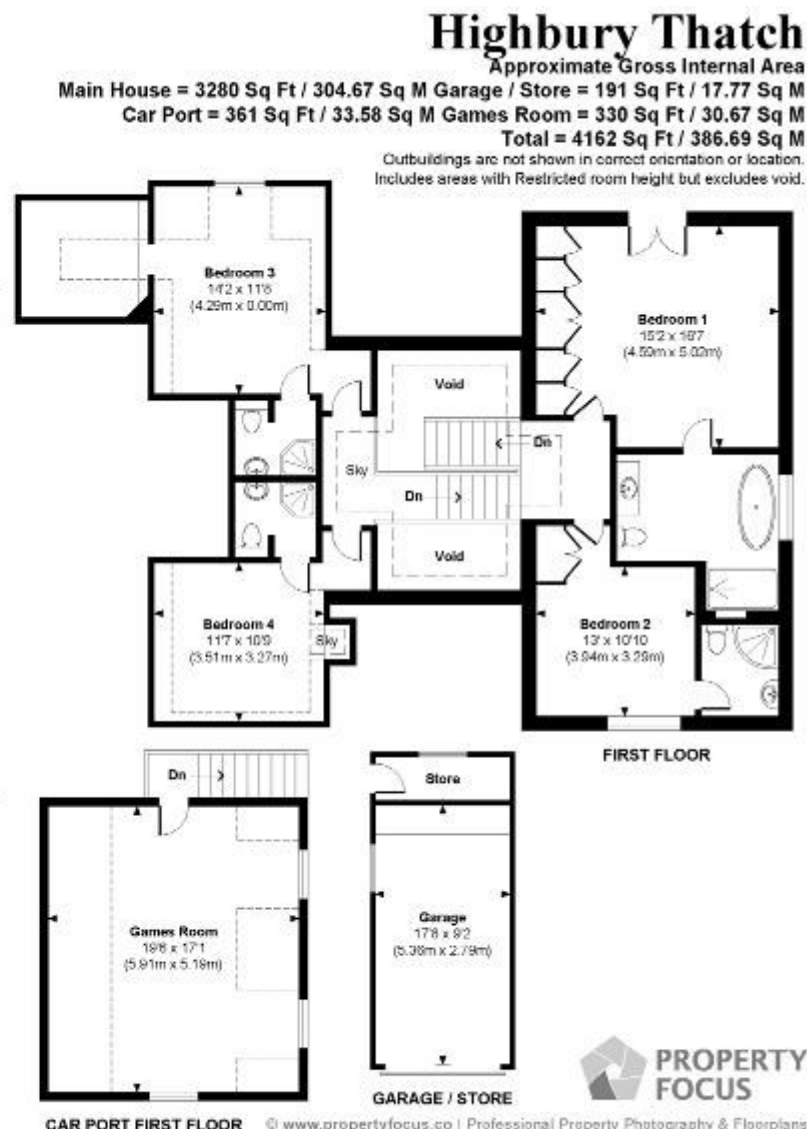 Highbury Thatch
Approximate Gross Internal Area
Main House = 3280 Sq Ft / 304.67 Sq M Garage / Store = 191 Sq Ft / 17.77 Sq M
Car Port = 361 Sq Ft / 33.58 Sq M Games Room = 330 Sq Ft / 30.67 Sq M
Total = 4162 Sq Ft / 386.69 Sq M
Outbuildings are not shown in correct orientation or location.
Includes areas with Restricted room height but excludes void.
Bedroom 3
14'2 x 11'8
(4.29m x 0.00m)
Bedroom 1
15'2 x 16'7
(4.59m x 5.02m)
Void
Dn
Sky
Dn
Void
Bedroom 4
11'7 x 10'9
(3.51m x 3.27m)
Sky
Bedroom 2
13' x 10'10
(3.94m x 3.29m)
FIRST FLOOR
Dn
Store
Games Room
19'6 x 17'1
(5.91m x 5.19m)
Garage
17'8 x 9'2
(5.36m x 2.79m)
PROPERTY
FOCUS
GARAGE / STORE
CAR PORT FIRST FLOOR
© www.propertyfocus.co | Professional Property Photography & Floorplans